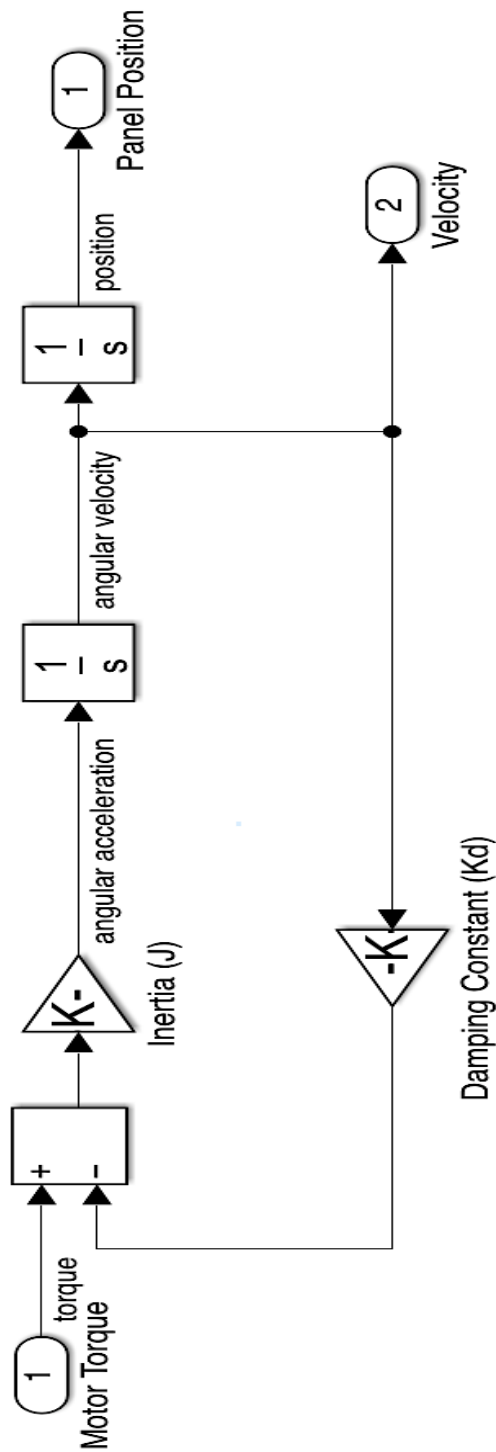 1
Motor Torque
torque
+
-
K-
Inertia (J)
angular acceleration
1
s
angular velocity
1
s
position
1
Panel Position
-K-
Damping Constant (Kd)
2
Velocity